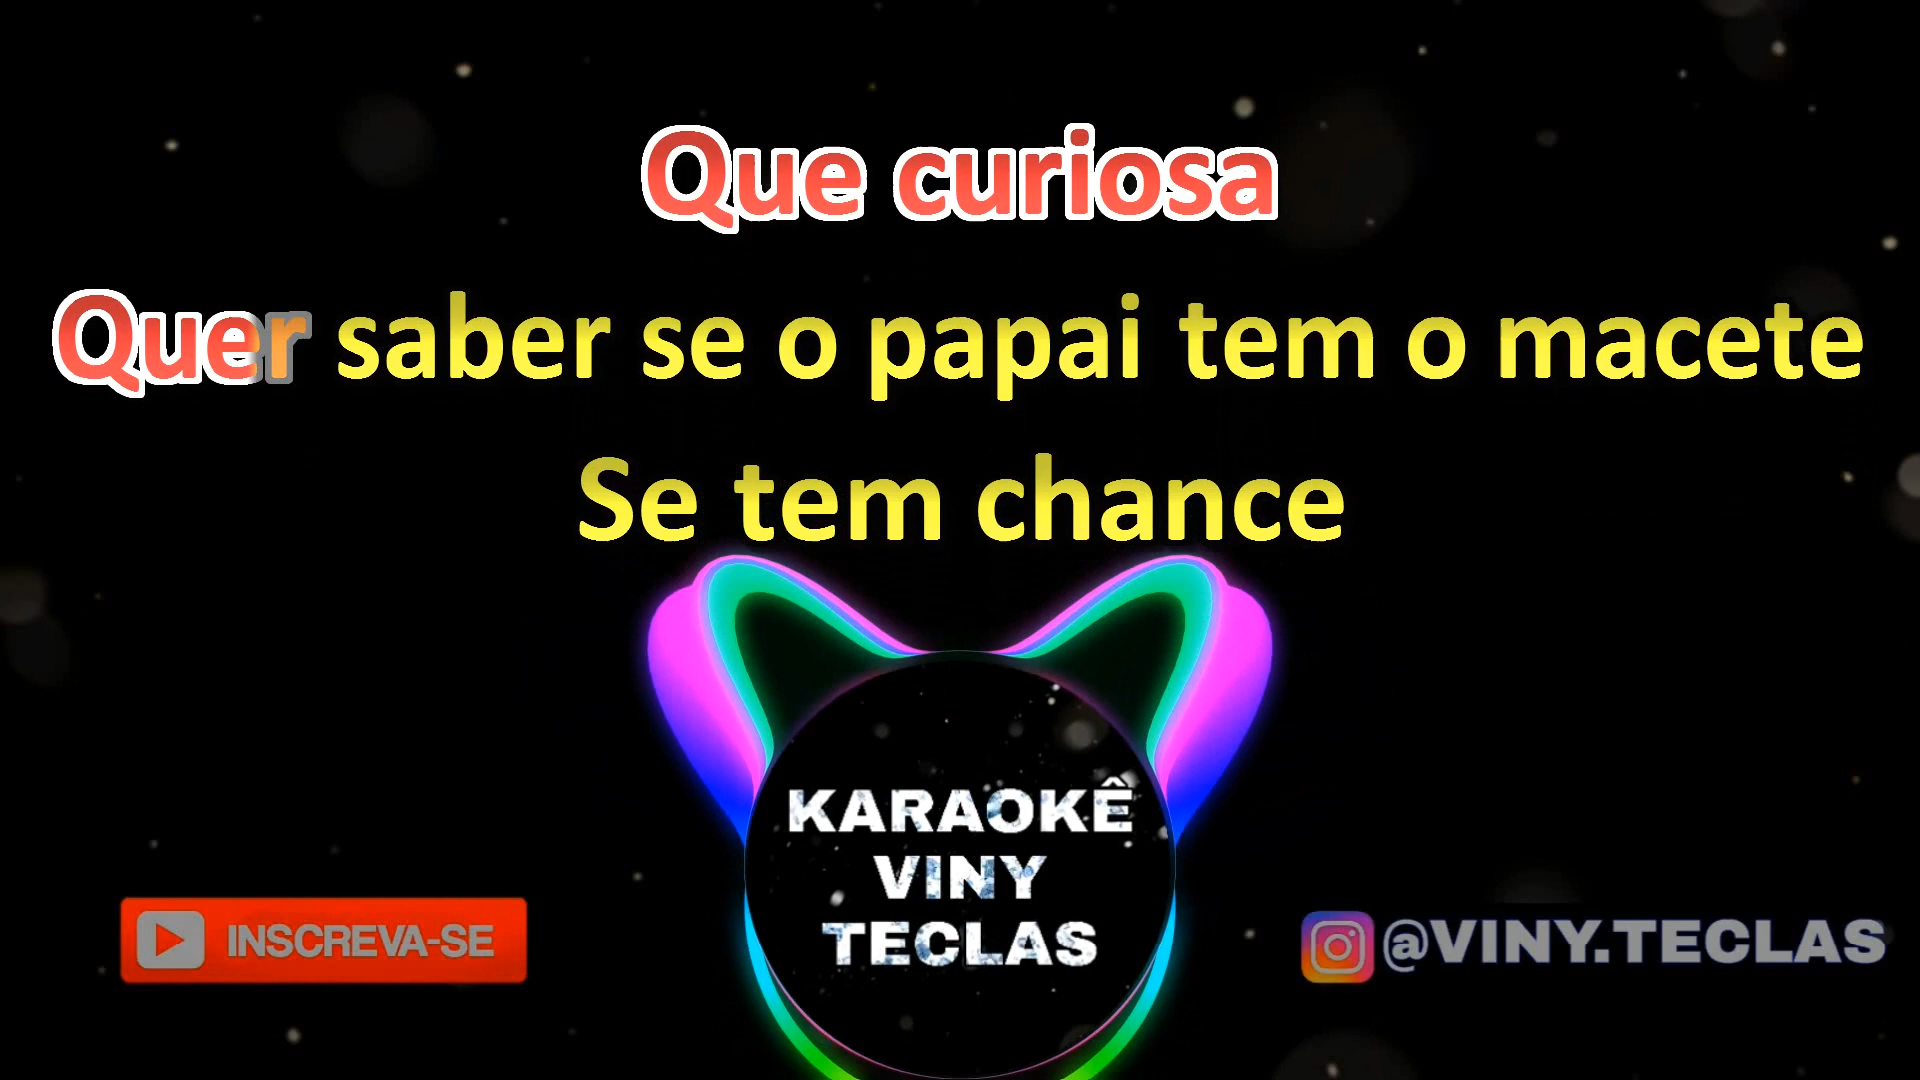 Que curiosa
Quer saber se o papai tem o macete
Se tem chance
KARAOKÊ
VINY
TECLAS
INSCREVA-SE
@VINY.TECLAS